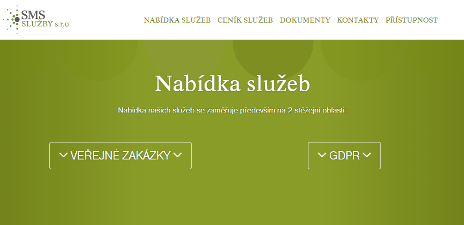 SMS
SLUŽBY s.r.o
NABÍDKA SLUŽEB CENÍK SLUŽEB DOKUMENTY KONTAKTY PŘÍSTUPNOST
Nabídka služeb
Nabídka našich služeb se zaměřuje především na 2 stěžejní oblasti
VEŘEJNÉ ZAKÁZKY
GDPR